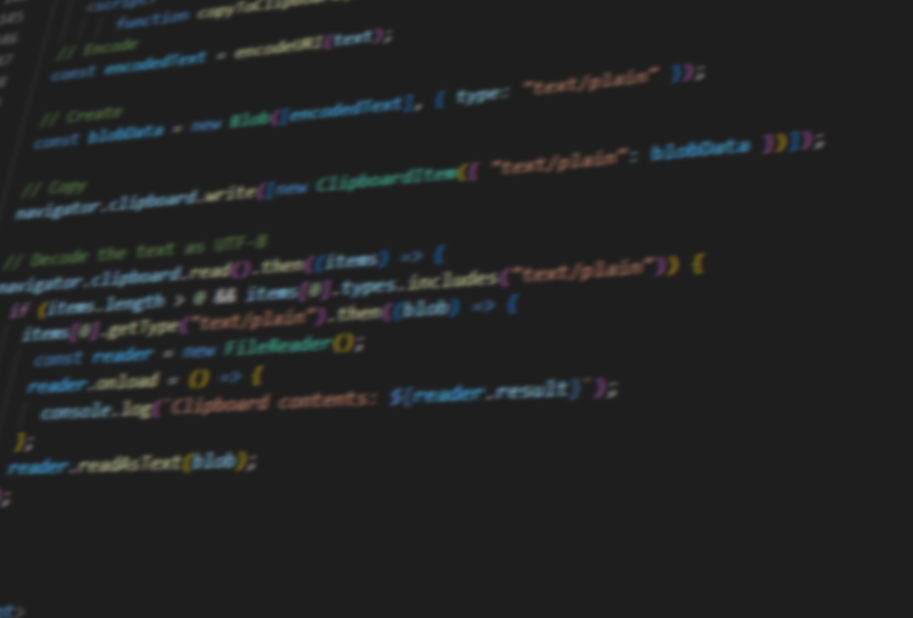 <script>
function copyToClipboard(
// Encode
const encodedText = encodeURI(text);
// Create
const blobData = new Blob([encodedText], { type: "text/plain" });
// Copy
navigator.clipboard.write([new ClipboardItem({ "text/plain": blobData })]);
// Decode the text as UTF-8
navigator.clipboard.read().then((items) => {
if (items.length > 0 && items[0].types.includes("text/plain")) {
items[0].getType("text/plain").then((blob) => {
const reader = new FileReader();
reader.onload = () => {
console.log(`Clipboard contents: ${reader.result}`);
};
reader.readAsText(blob);